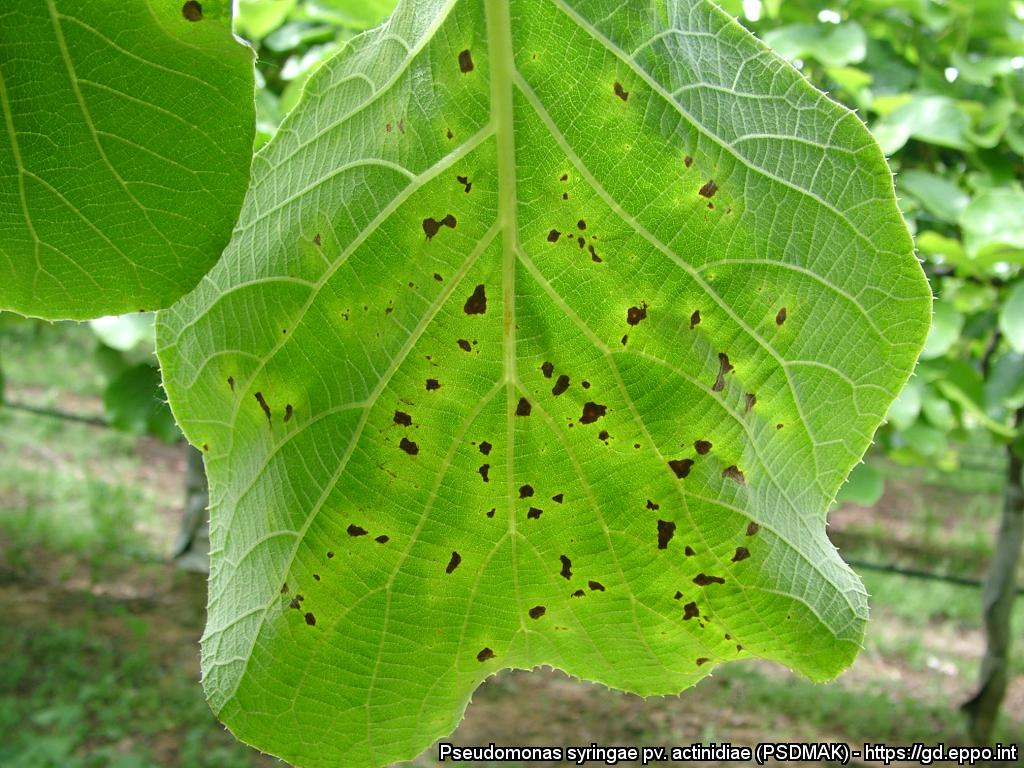 Pseudomonas syringae pv. actinidiae (PSDMAK) - https://gd.eppo.int